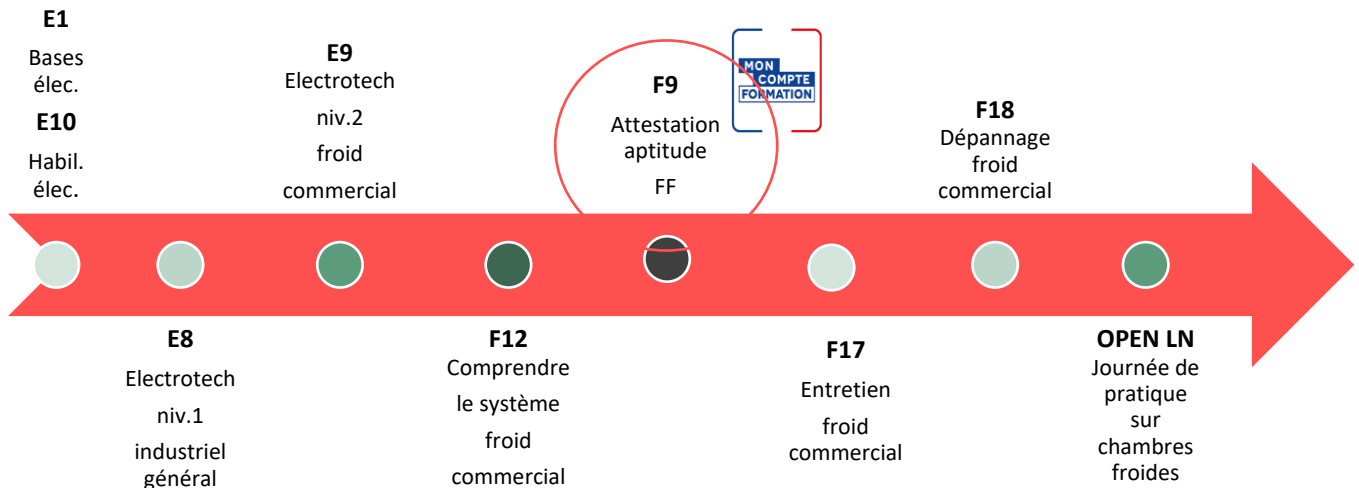 E1
Bases
élec.
E10
Habil.
élec.
E9
Electrotech
niv.2
froid
commercial
F9
Attestation
aptitude
FF
MON
COMPTE
FORMATION
F18
Dépannage
froid
commercial
E8
Electrotech
niv.1
industriel
général
F12
Comprendre
le système
froid
commercial
F17
Entretien
froid
commercial
OPEN LN
Journée de
pratique
sur
chambres
froides